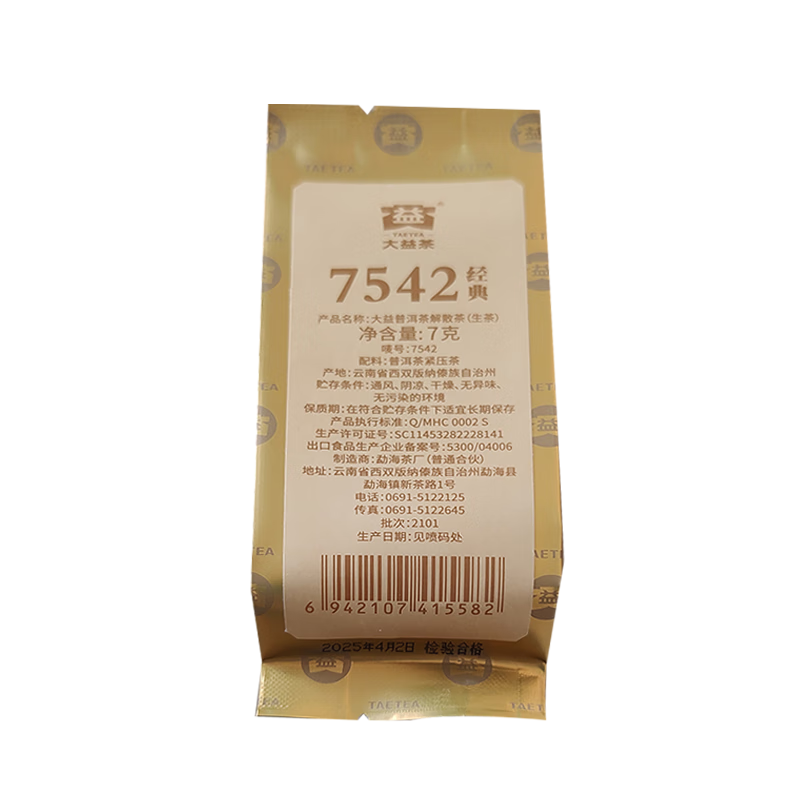 TAETEA
TAETEA
益
TAETEA
大益茶
7542 经典
产品名称:大益普洱茶解散茶(生茶)
净含量:7克
唛号:7542
配料:普洱茶紧压茶
产地:云南省西双版纳傣族自治州
贮存条件:通风、阴凉、干燥、无异味、
无污染的环境
保质期:在符合贮存条件下适宜长期保存
产品执行标准:Q/MHC 0002 S
生产许可证号:SC11453282228141
出口食品生产企业备案号:5300/04006
制造商:勐海茶厂(普通合伙)
地址:云南省西双版纳傣族自治州勐海县
勐海镇新茶路1号
电话:0691-5122125
传真:0691-5122645
批次:2101
生产日期:见喷码处
6 942107 415582
2025年4月2日 检验合格
TAETEA